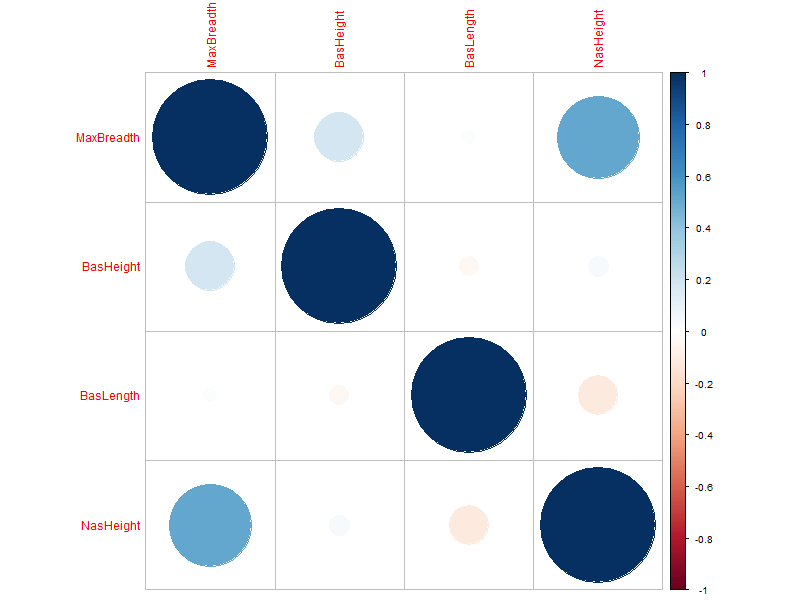 MaxBreadth
BasHeight
BasLength
NasHeight
MaxBreadth
BasHeight
BasLength
NasHeight
1
0.8
0.6
0.4
0.2
0
-0.2
-0.4
-0.6
-0.8
-1